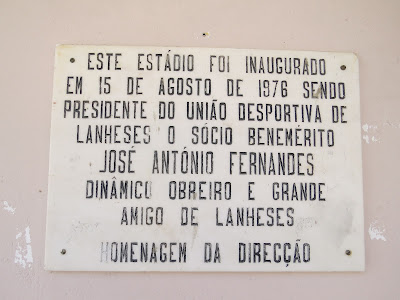 ESTE ESTÁDIO FOI INAUGURADO
EM 15 DE AGOSTO DE 1976 SENDO
PRESIDENTE DO UNIÃO DESPORTIVA DE
LANHESES O SÓCIO BENEMÉRITO
JOSÉ ANTÓNIO FERNANDES
DINÂMICO OBREIRO E GRANDE
AMIGO DE LANHESES
HOMENAGEM DA DIRECÇÃO